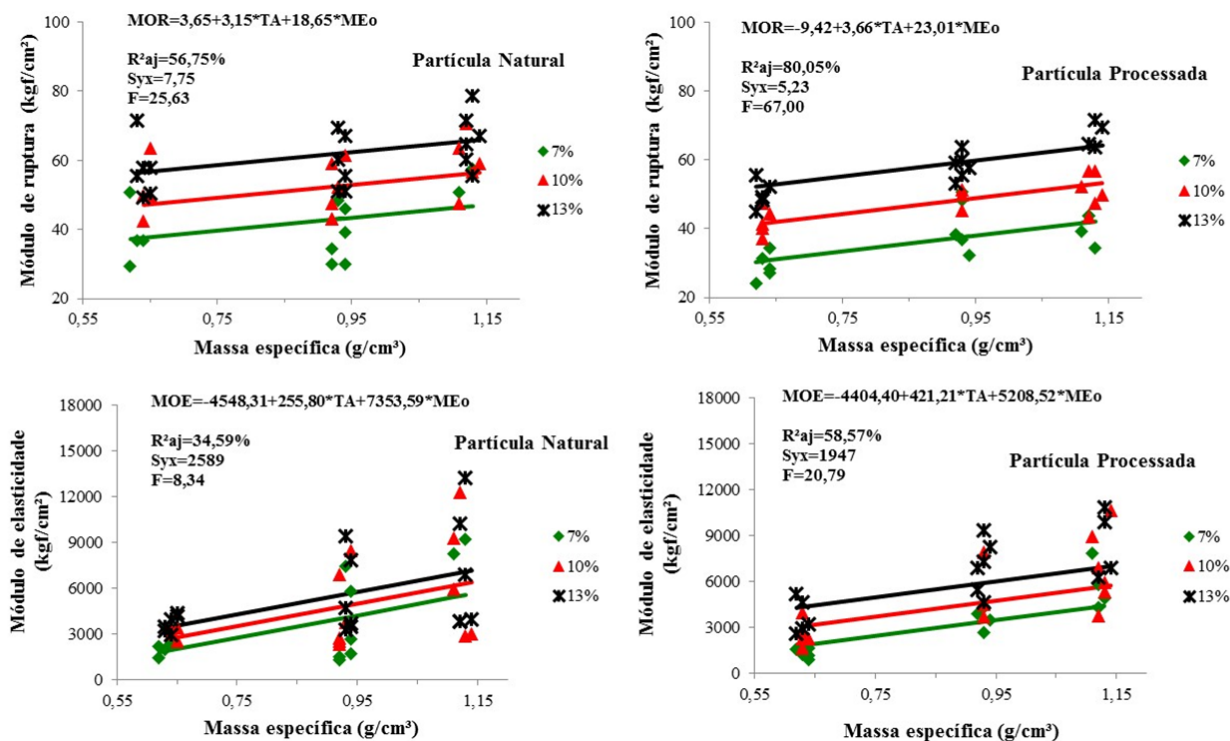 MOR=3,65+3,15*TA+18,65*MEo
R²aj=56,75%
Syx=7,75
F=25,63
Partícula Natural
Módulo de ruptura (kgf/cm²)
100
80
60
40
20
0,55
0,75
0,95
1,15
Massa específica (g/cm³)
7%
10%
13%
MOR=-9,42+3,66*TA+23,01*MEo
R²aj=80,05%
Syx=5,23
F=67,00
Partícula Processada
Módulo de ruptura (kgf/cm²)
100
80
60
40
20
0,55
0,75
0,95
1,15
Massa específica (g/cm³)
7%
10%
13%
MOE=-4548,31+255,80*TA+7353,59*MEo
R²aj=34,59%
Syx=2589
F=8,34
Partícula Natural
Módulo de elasticidade
(kgf/cm²)
18000
15000
12000
9000
6000
3000
0
0,55
0,75
0,95
1,15
Massa específica (g/cm³)
7%
10%
13%
MOE=-4404,40+421,21*TA+5208,52*MEo
R²aj=58,57%
Syx=1947
F=20,79
Partícula Processada
Módulo de elasticidade
(kgf/cm²)
18000
15000
12000
9000
6000
3000
0
0,55
0,75
0,95
1,15
Massa específica (g/cm³)
7%
10%
13%